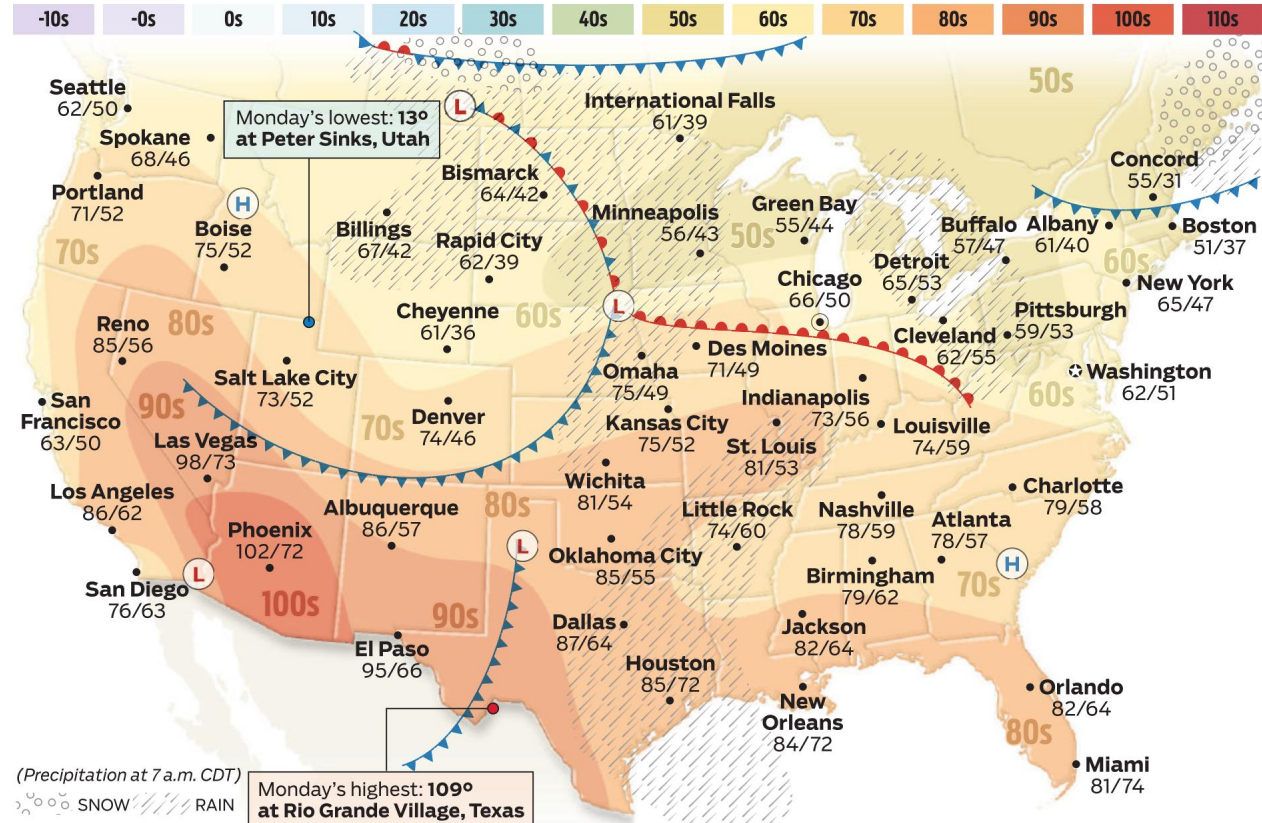 -10s -0s 0s 10s 20s 30s 40s 50s 60s 70s 80s 90s 100s 110s
50s
Seattle
62/50
Spokane
68/46
Portland
71/52
Monday's lowest: 13°
at Peter Sinks, Utah
L
International Falls
61/39
Concord
55/31
H
Boise
75/52
Bismarck
64/42
Billings
67/42
Rapid City
62/39
Minneapolis
56/43
Green Bay
55/44
50s
Buffalo
57/47
Albany
61/40
Boston
51/37
70s
Detroit
65/53
60s
Chicago
66/50
New York
65/47
80s
Reno
85/56
Cheyenne
61/36
60s
L
Pittsburgh
59/53
Cleveland
62/55
Salt Lake City
73/52
Omaha
75/49
Des Moines
71/49
Washington
62/51
60s
90s
San
Francisco
63/50
Denver
74/46
70s
Indianapolis
73/56
Kansas City
75/52
St. Louis
81/53
Louisville
74/59
Las Vegas
98/73
Wichita
81/54
Los Angeles
86/62
Albuquerque
86/57
80s
Little Rock
74/60
Nashville
78/59
Charlotte
79/58
Phoenix
102/72
Atlanta
78/57
L
Oklahoma City
85/55
L
San Diego
76/63
100s
Birmingham
79/62
H
70s
90s
Dallas
87/64
Jackson
82/64
El Paso
95/66
Houston
85/72
New
Orleans
84/72
Orlando
82/64
80s
Miami
81/74
(Precipitation at 7 a.m. CDT)
SNOW RAIN
Monday's highest: 109°
at Rio Grande Village, Texas